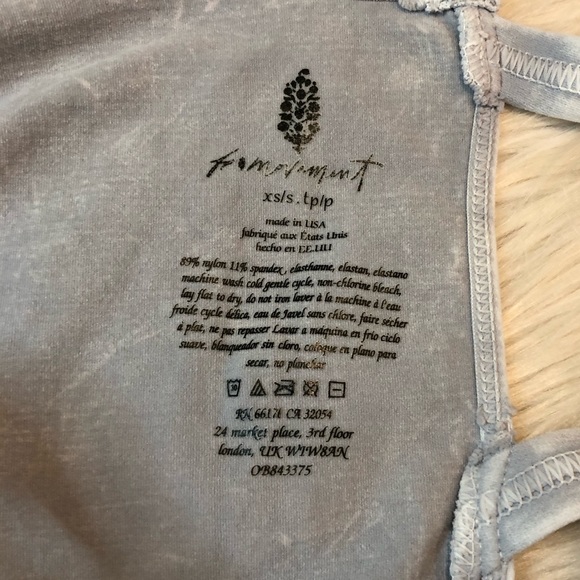 fp movement
xs/s . tp/p
made in USA
fabriqué aux États Unis
hecho en EE.UU
89% nylon 11% spandex, elasthanne, elastan, elastano
machine wash cold gentle cycle, non-chlorine bleach,
lay flat to dry, do not iron laver à la machine à l'eau
froide cycle délica, eau de Javel sans chlore, faire sécher
à plat, ne pas repasser Lavar a máquina en frío ciclo
suave, blanqueador sin cloro, coloque en plano para
secar, no planchar
30
RN 66170 CA 32054
24 market place, 3rd floor
london, UK W1W8AN
OB843375